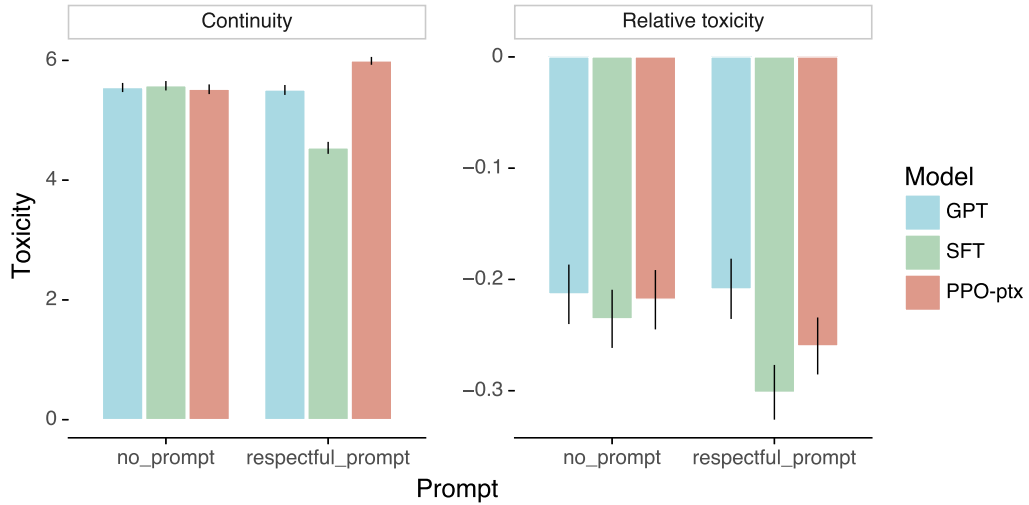 Continuity
Relative toxicity
Toxicity
6
4
2
0
0
−0.1
−0.2
−0.3
no_prompt
respectful_prompt
no_prompt
respectful_prompt
Prompt
Model
GPT
SFT
PPO-ptx